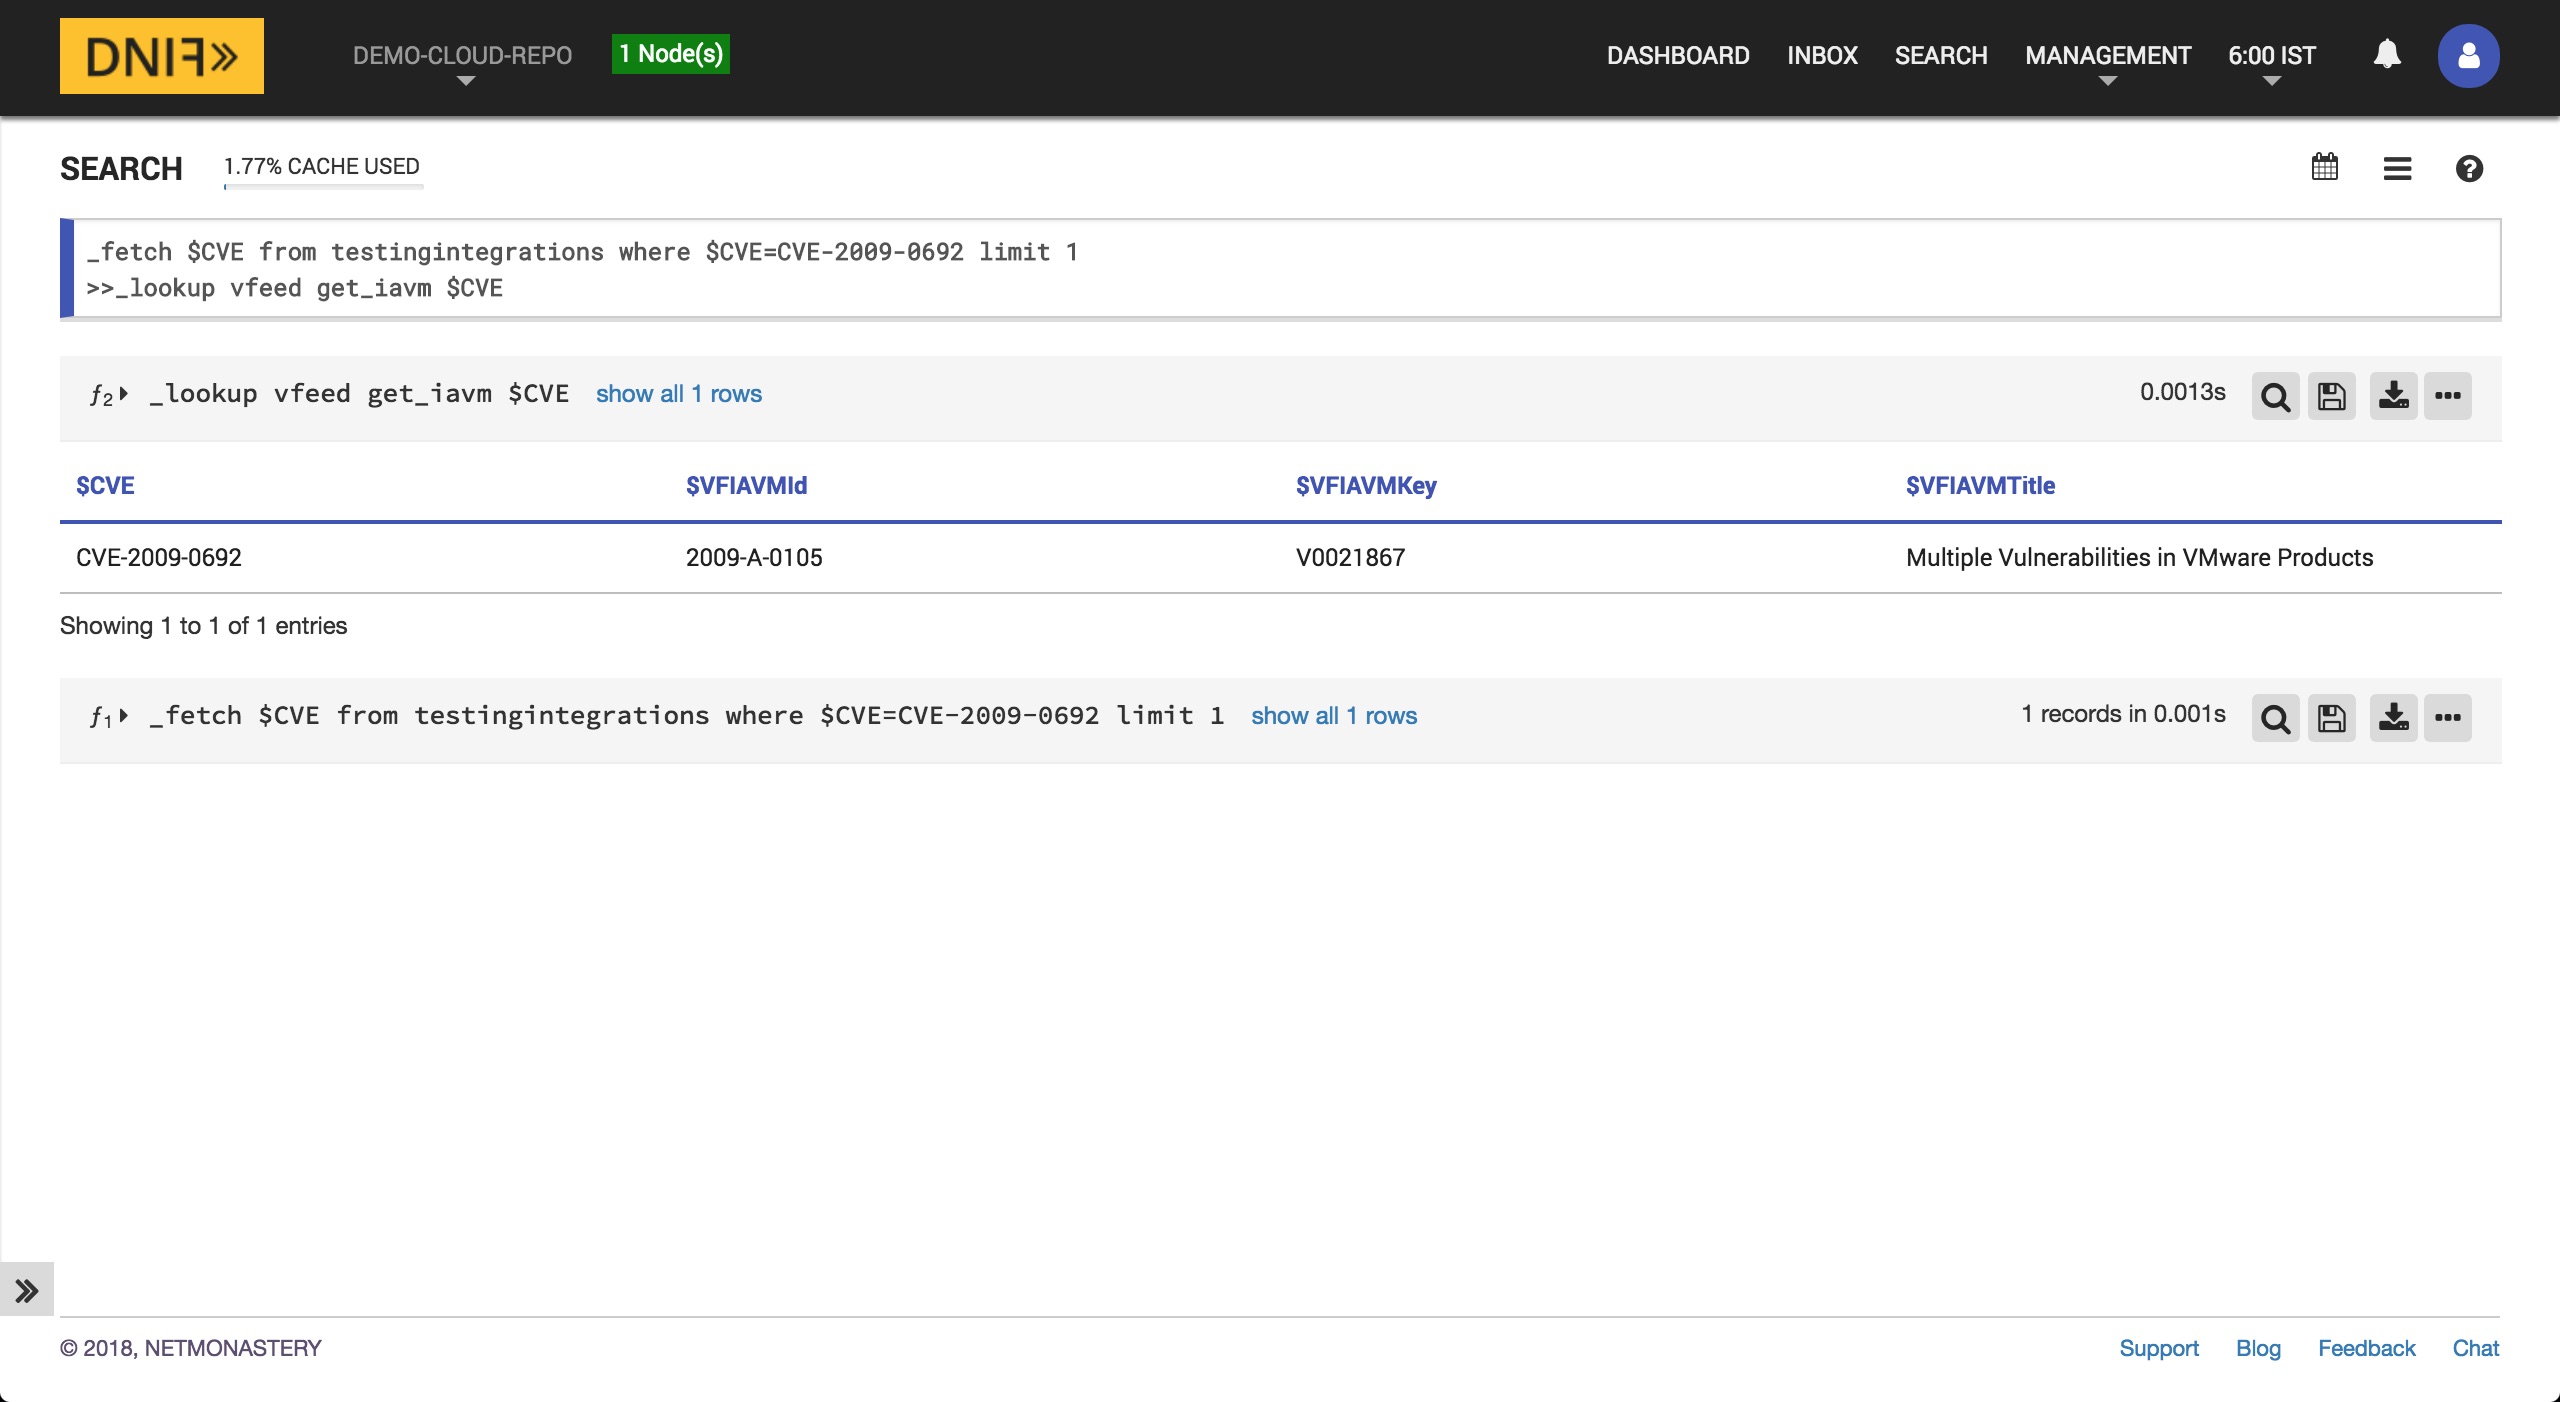 DNIF»
DEMO-CLOUD-REPO
1 Node(s)
DASHBOARD
INBOX
SEARCH
MANAGEMENT
6:00 IST
SEARCH
1.77% CACHE USED
_fetch $CVE from testingintegrations where $CVE=CVE-2009-0692 limit 1
>>_lookup vfeed get_iavm $CVE
ƒ2 _lookup vfeed get_iavm $CVE show all 1 rows 0.0013s
$CVE $VFIAVMId $VFIAVMKey $VFIAVMTitle
CVE-2009-0692 2009-A-0105 V0021867 Multiple Vulnerabilities in VMware Products
Showing 1 to 1 of 1 entries
ƒ1 _fetch $CVE from testingintegrations where $CVE=CVE-2009-0692 limit 1 show all 1 rows 1 records in 0.001s
© 2018, NETMONASTERY
Support
Blog
Feedback
Chat